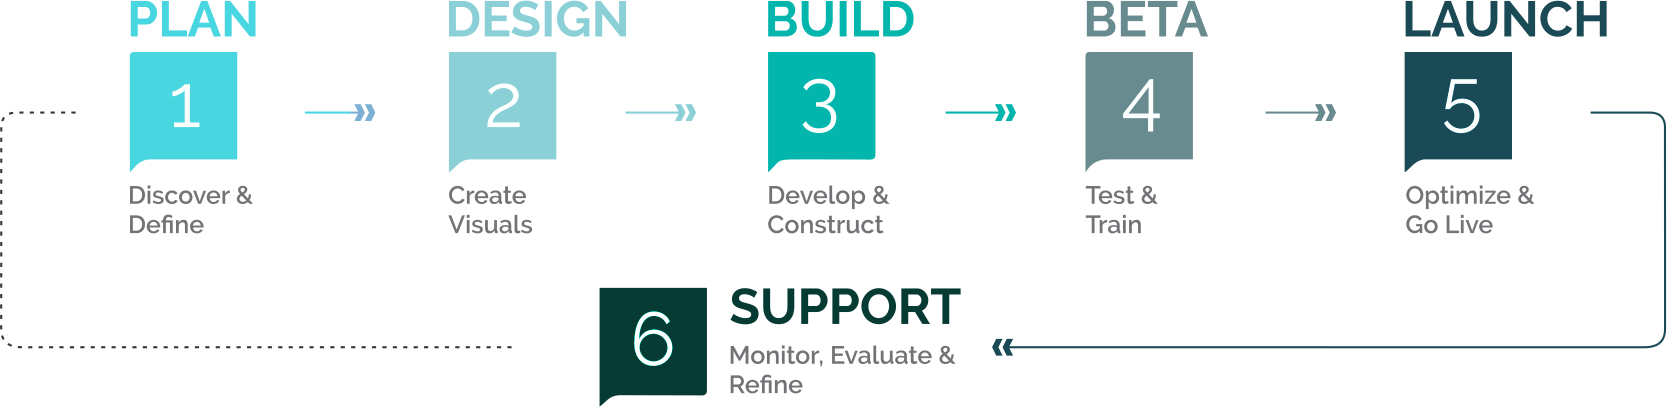 PLAN
1
Discover &
Define
DESIGN
2
Create
Visuals
BUILD
3
Develop &
Construct
BETA
4
Test &
Train
LAUNCH
5
Optimize &
Go Live
6
SUPPORT
Monitor, Evaluate &
Refine